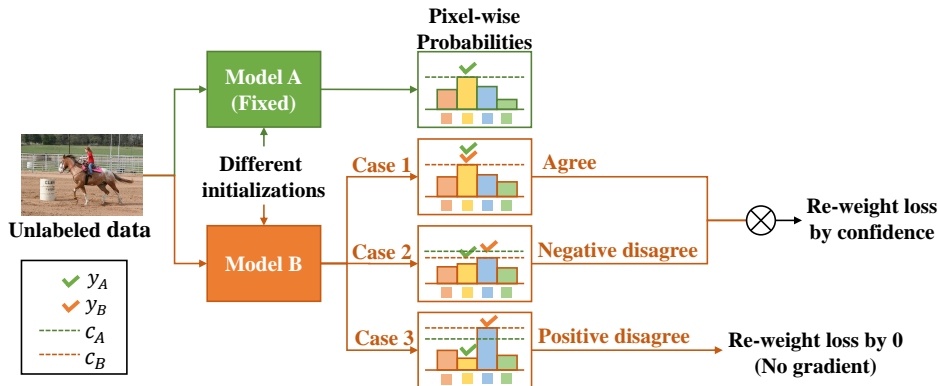 Pixel-wise
Probabilities
Model A
(Fixed)
Different
initializations
Unlabeled data
Model B
Case 1
Agree
Case 2
Negative disagree
Case 3
Positive disagree
Re-weight loss
by confidence
Re-weight loss by 0
(No gradient)
y_A
y_B
c_A
c_B